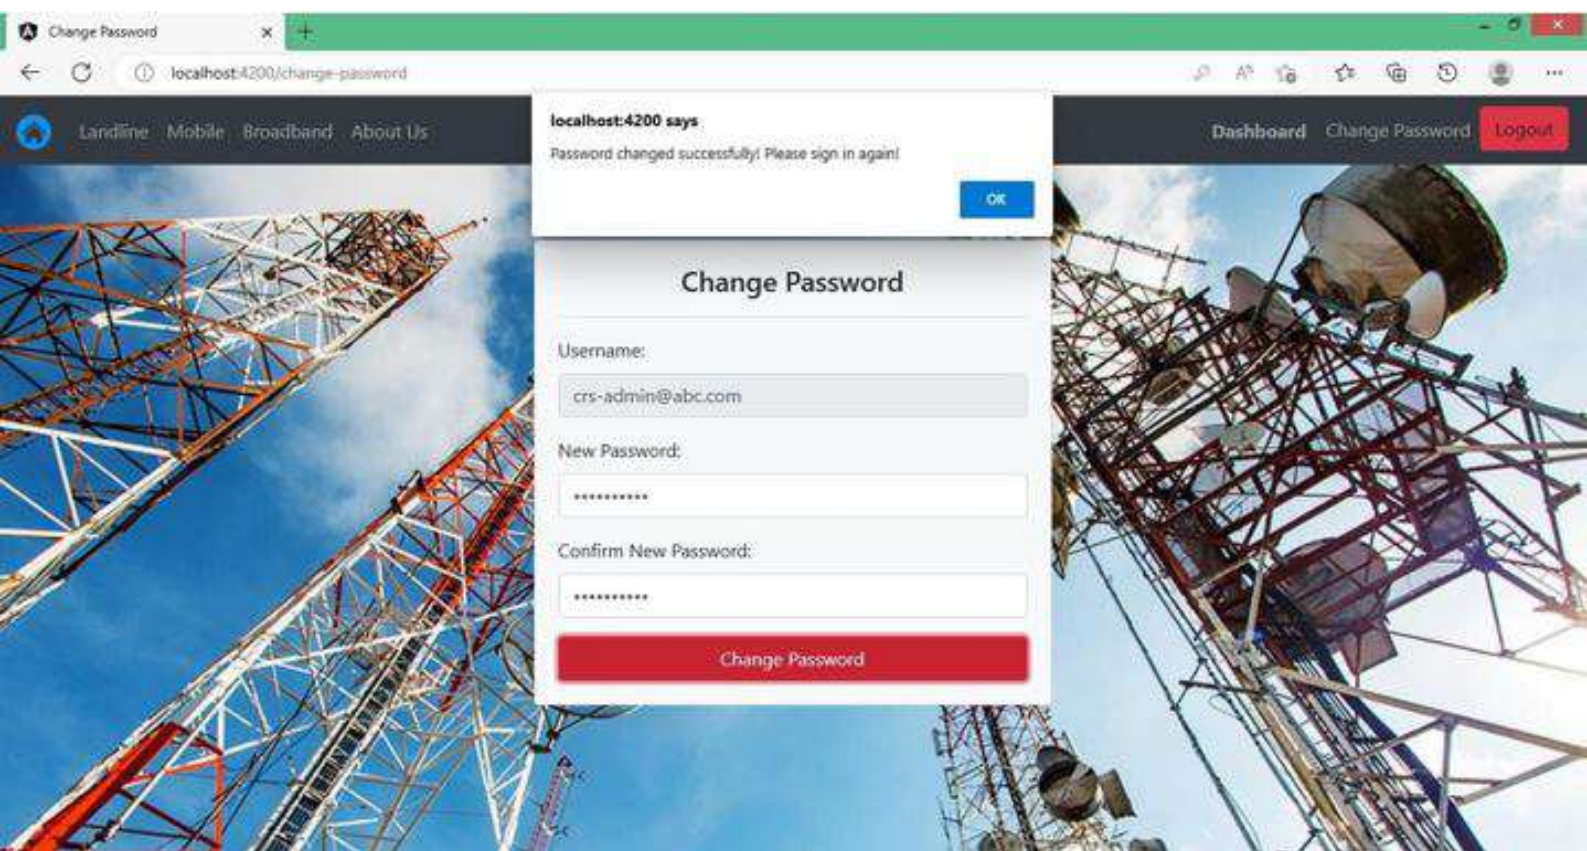 Change Password
localhost:4200/change-password
Landline Mobile Broadband About Us
Dashboard Change Password Logout
localhost:4200 says
Password changed successfully! Please sign in again!
OK
Change Password
Username:
crs-admin@abc.com
New Password:
••••••••••
Confirm New Password:
••••••••••
Change Password